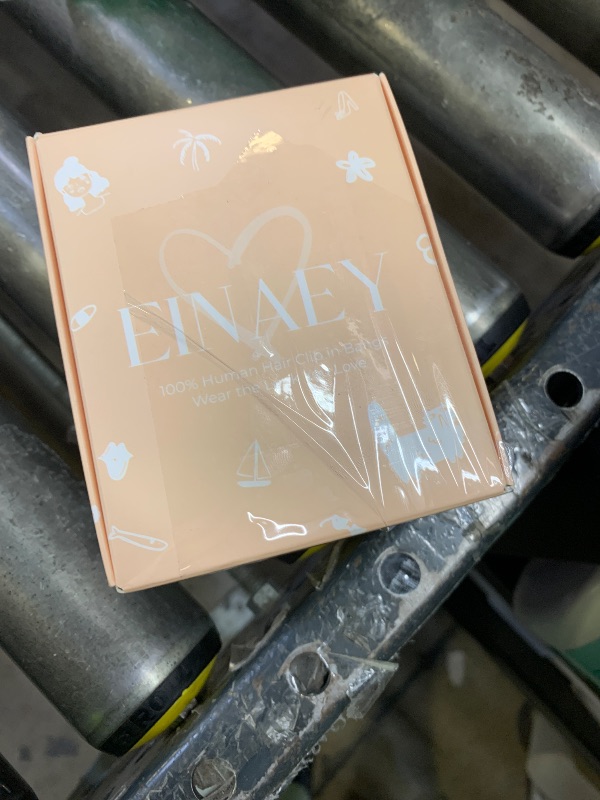 EINAEY
100% Human Hair Clip in Bangs
Wear the Love